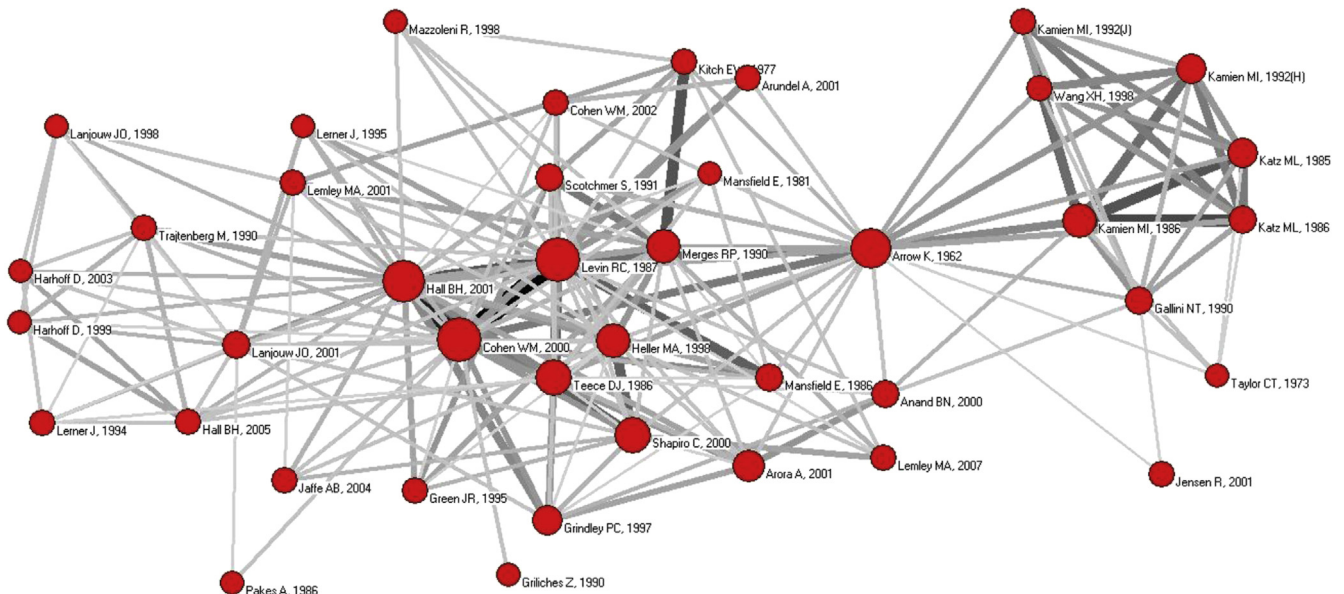 Mazzoleni R, 1998
Kamien MI, 1992(J)
Kitch EW, 1977
Kamien MI, 1992(H)
Arundel A, 2001
Wang XH, 1998
Cohen WM, 2002
Lanjouw JO, 1998
Lerner J, 1995
Katz ML, 1985
Lemley MA, 2001
Scotchmer S, 1991
Mansfield E, 1981
Trajtenberg M, 1990
Kamien MI, 1986
Katz ML, 1986
Merges RP, 1990
Arrow K, 1962
Levin RC, 1987
Harhoff D, 2003
Hall BH, 2001
Gallini NT, 1990
Harhoff D, 1999
Lanjouw JO, 2001
Cohen WM, 2000
Heller MA, 1998
Teece DJ, 1986
Mansfield E, 1986
Taylor CT, 1973
Anand BN, 2000
Lerner J, 1994
Hall BH, 2005
Shapiro C, 2000
Lemley MA, 2007
Arora A, 2001
Jensen R, 2001
Jaffe AB, 2004
Green JR, 1995
Grindley PC, 1997
Griliches Z, 1990
Pakes A, 1986